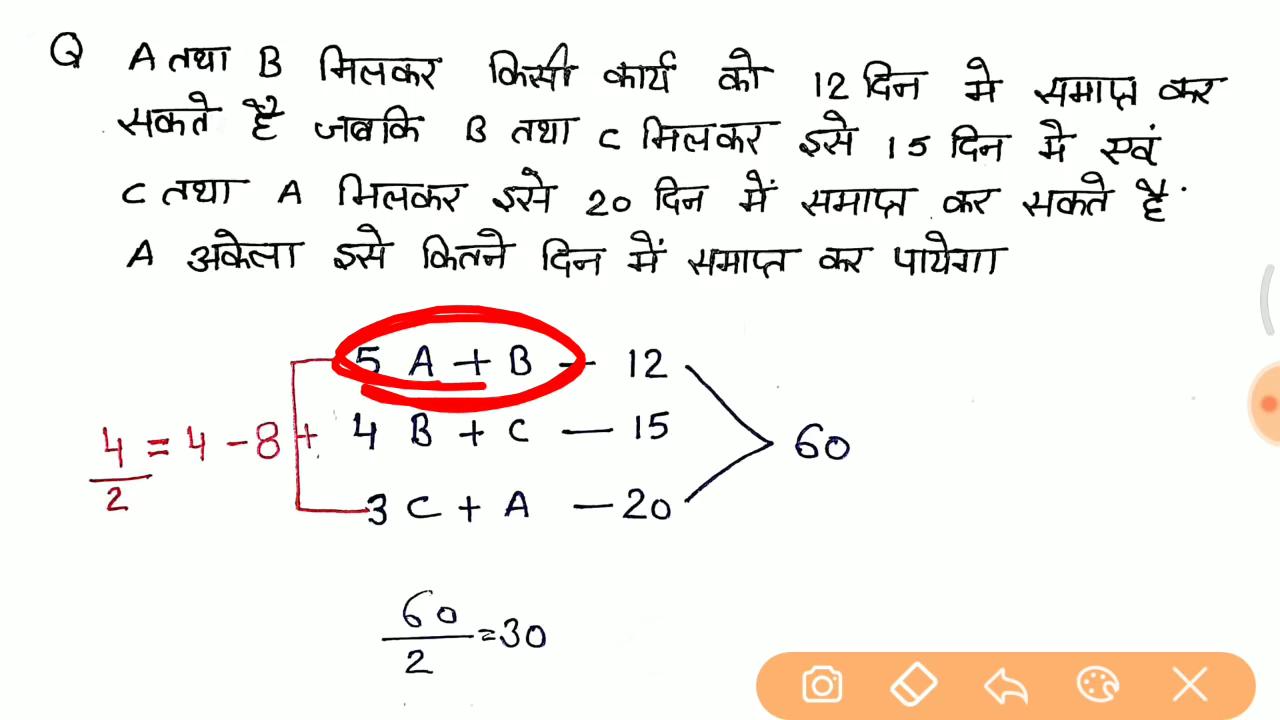 Q A तथा B मिलकर किसी कार्य को 12 दिन मे समाप्त कर
सकते है जबकि B तथा C मिलकर इसे 15 दिन मे एवं
C तथा A मिलकर इसे 20 दिन में समाप्त कर सकते है.
A अकेला इसे कितने दिन में समाप्त कर पायेगा
5 A + B — 12
4/2 = 4 - 8 + 4 B + C — 15 60
3 C + A — 20
60/2 = 30